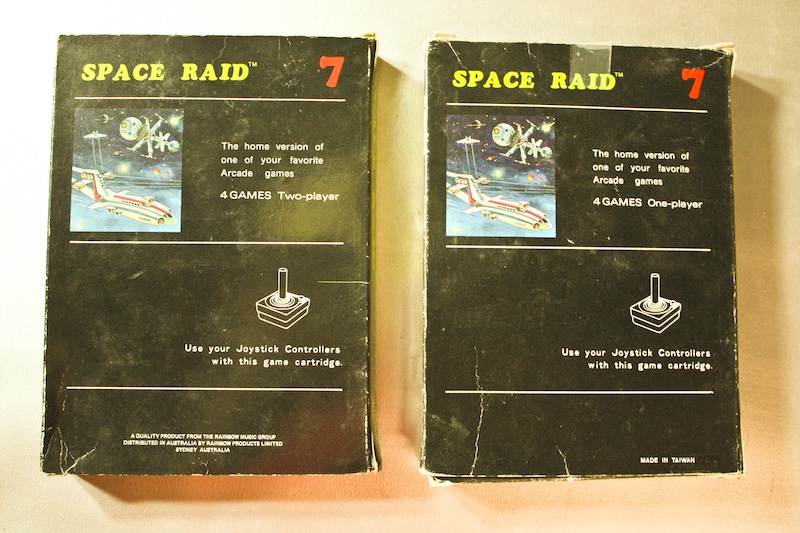 SPACE RAID™ 7
The home version of
one of your favorite
Arcade games
4 GAMES Two-player
Use your Joystick Controllers
with this game cartridge.
A QUALITY PRODUCT FROM THE RAINBOW MUSIC GROUP
DISTRIBUTED IN AUSTRALIA BY RAINBOW PRODUCTS LIMITED
SYDNEY AUSTRALIA
SPACE RAID™ 7
The home version of
one of your favorite
Arcade games
4 GAMES One-player
Use your Joystick Controllers
with this game cartridge.
MADE IN TAIWAN